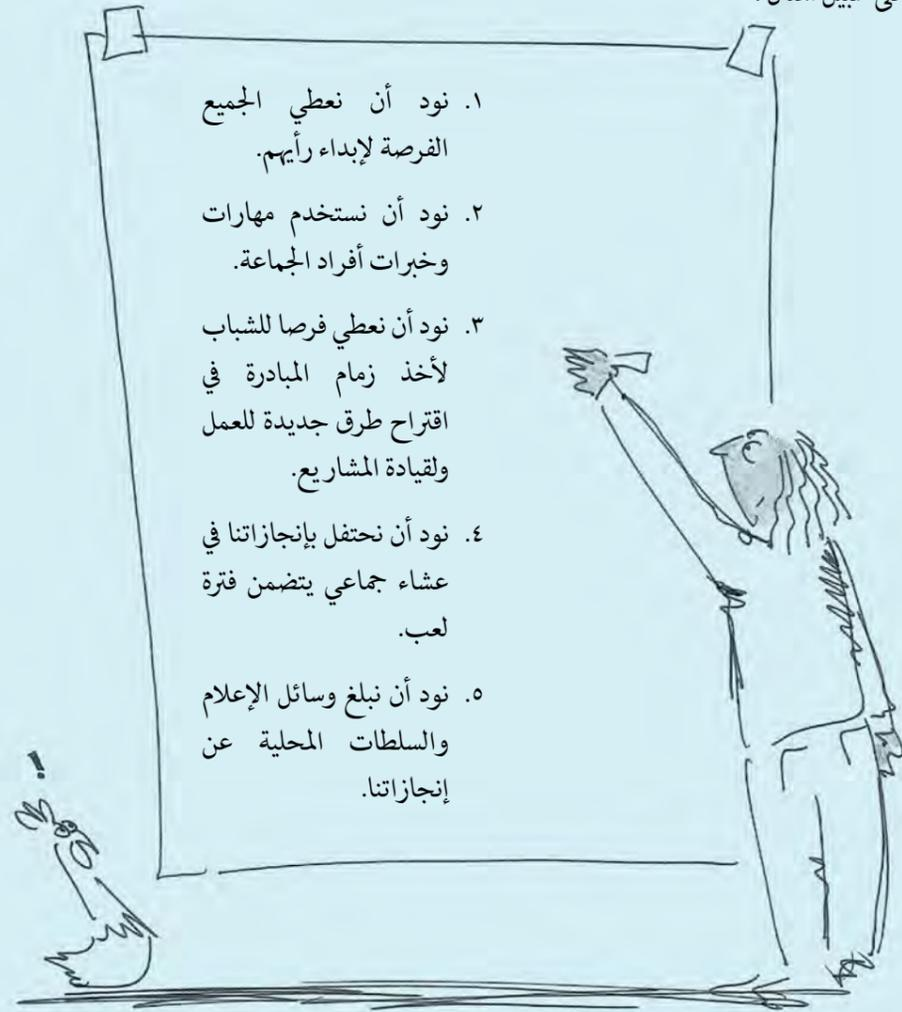 ١. نود أن نعطي الجميع
الفرصة لإبداء رأيهم.
٢. نود أن نستخدم مهارات
وخبرات أفراد الجماعة.
٣. نود أن نعطي فرصا للشباب
لأخذ زمام المبادرة في
اقتراح طرق جديدة للعمل
ولقيادة المشاريع.
٤. نود أن نحتفل بإنجازاتنا في
عشاء جماعي يتضمن فترة
لعب.
٥. نود أن نبلغ وسائل الإعلام
والسلطات المحلية عن
إنجازاتنا.
!